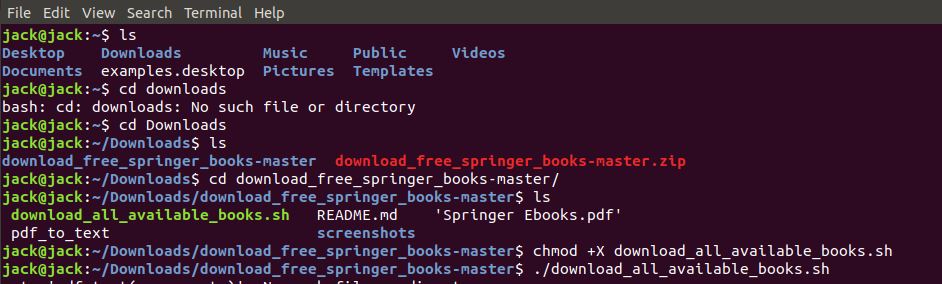 File Edit View Search Terminal Help
jack@jack:~$ ls
Desktop Downloads Music Public Videos
Documents examples.desktop Pictures Templates
jack@jack:~$ cd downloads
bash: cd: downloads: No such file or directory
jack@jack:~$ cd Downloads
jack@jack:~/Downloads$ ls
download_free_springer_books-master download_free_springer_books-master.zip
jack@jack:~/Downloads$ cd download_free_springer_books-master/
jack@jack:~/Downloads/download_free_springer_books-master$ ls
download_all_available_books.sh README.md 'Springer Ebooks.pdf'
pdf_to_text screenshots
jack@jack:~/Downloads/download_free_springer_books-master$ chmod +X download_all_available_books.sh
jack@jack:~/Downloads/download_free_springer_books-master$ ./download_all_available_books.sh